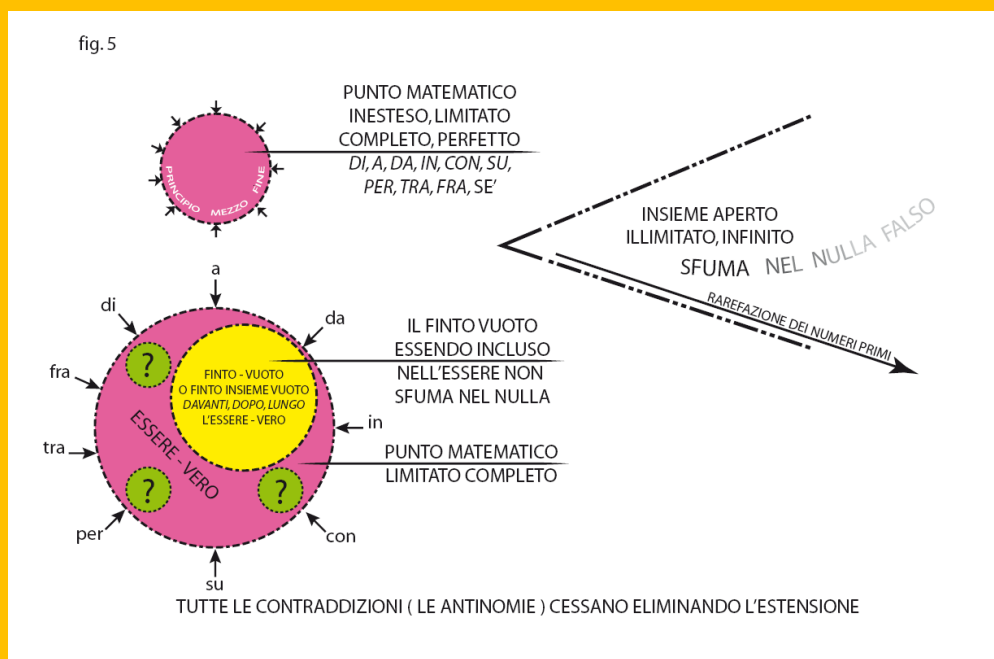 fig. 5
PUNTO MATEMATICO
INESTESO, LIMITATO
COMPLETO, PERFETTO
DI, A, DA, IN, CON, SU,
PER, TRA, FRA, SE'
PRINCIPIO MEZZO FINE
INSIEME APERTO
ILLIMITATO, INFINITO
SFUMA NEL NULLA FALSO
RAREFAZIONE DEI NUMERI PRIMI
a
di
da
fra
in
tra
per
con
su
?
?
?
FINTO - VUOTO
O FINTO INSIEME VUOTO
DAVANTI, DOPO, LUNGO
L'ESSERE - VERO
ESSERE - VERO
IL FINTO VUOTO
ESSENDO INCLUSO
NELL'ESSERE NON
SFUMA NEL NULLA
PUNTO MATEMATICO
LIMITATO COMPLETO
TUTTE LE CONTRADDIZIONI ( LE ANTINOMIE ) CESSANO ELIMINANDO L'ESTENSIONE